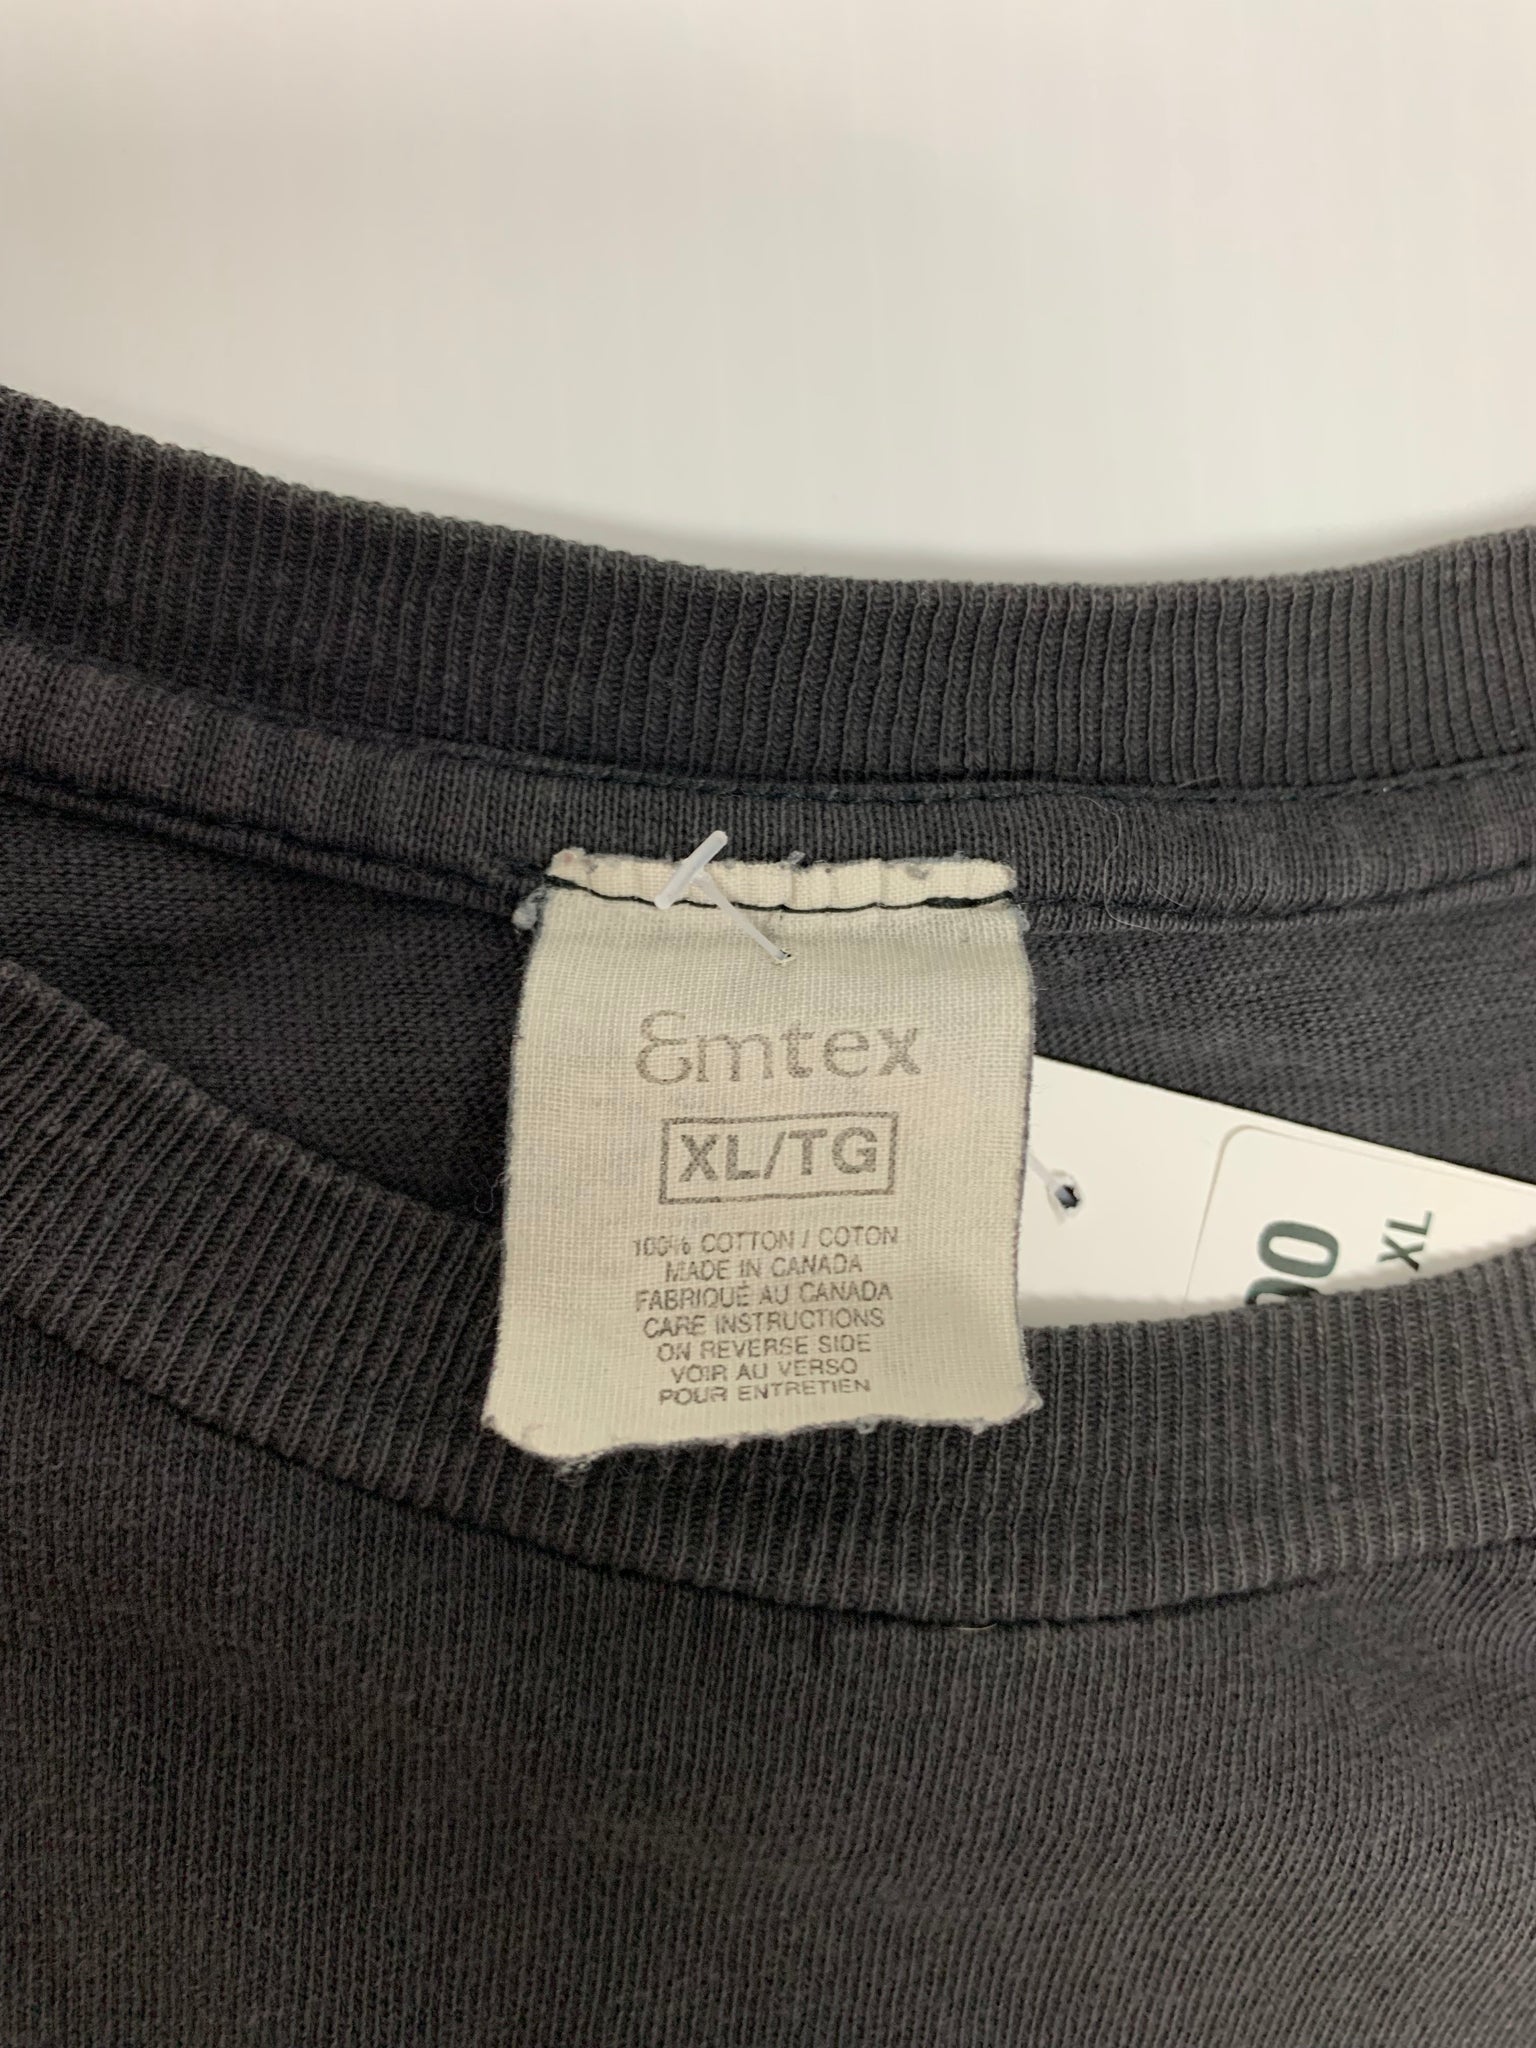 Emtex
XL/TG
100% COTTON / COTON
MADE IN CANADA
FABRIQUÉ AU CANADA
CARE INSTRUCTIONS
ON REVERSE SIDE
VOIR AU VERSO
POUR ENTRETIEN
00
XL